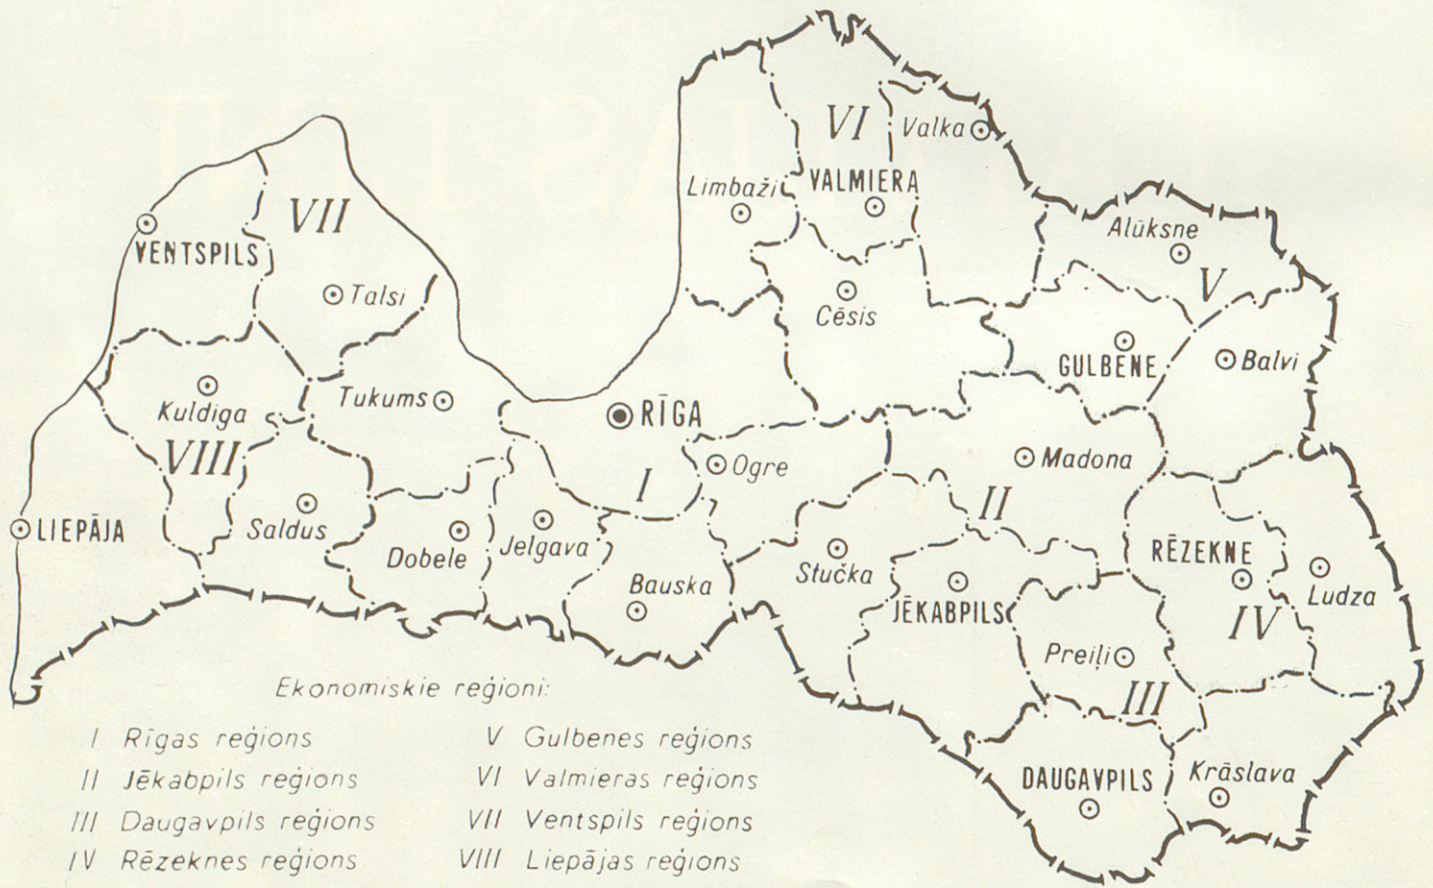 VI
Valka
Limbaži
VALMIERA
VII
Alūksne
VENTSPILS
V
Talsi
Cēsis
GULBENE
Balvi
Kuldiga
Tukums
RĪGA
VIII
Ogre
Madona
I
II
LIEPĀJA
Saldus
Dobele
Jelgava
Stučka
RĒZEKNE
Bauska
JĒKABPILS
Ludza
IV
Preiļi
III
DAUGAVPILS
Krāslava
Ekonomiskie reģioni:
I Rīgas reģions
II Jēkabpils reģions
III Daugavpils reģions
IV Rēzeknes reģions
V Gulbenes reģions
VI Valmieras reģions
VII Ventspils reģions
VIII Liepājas reģions